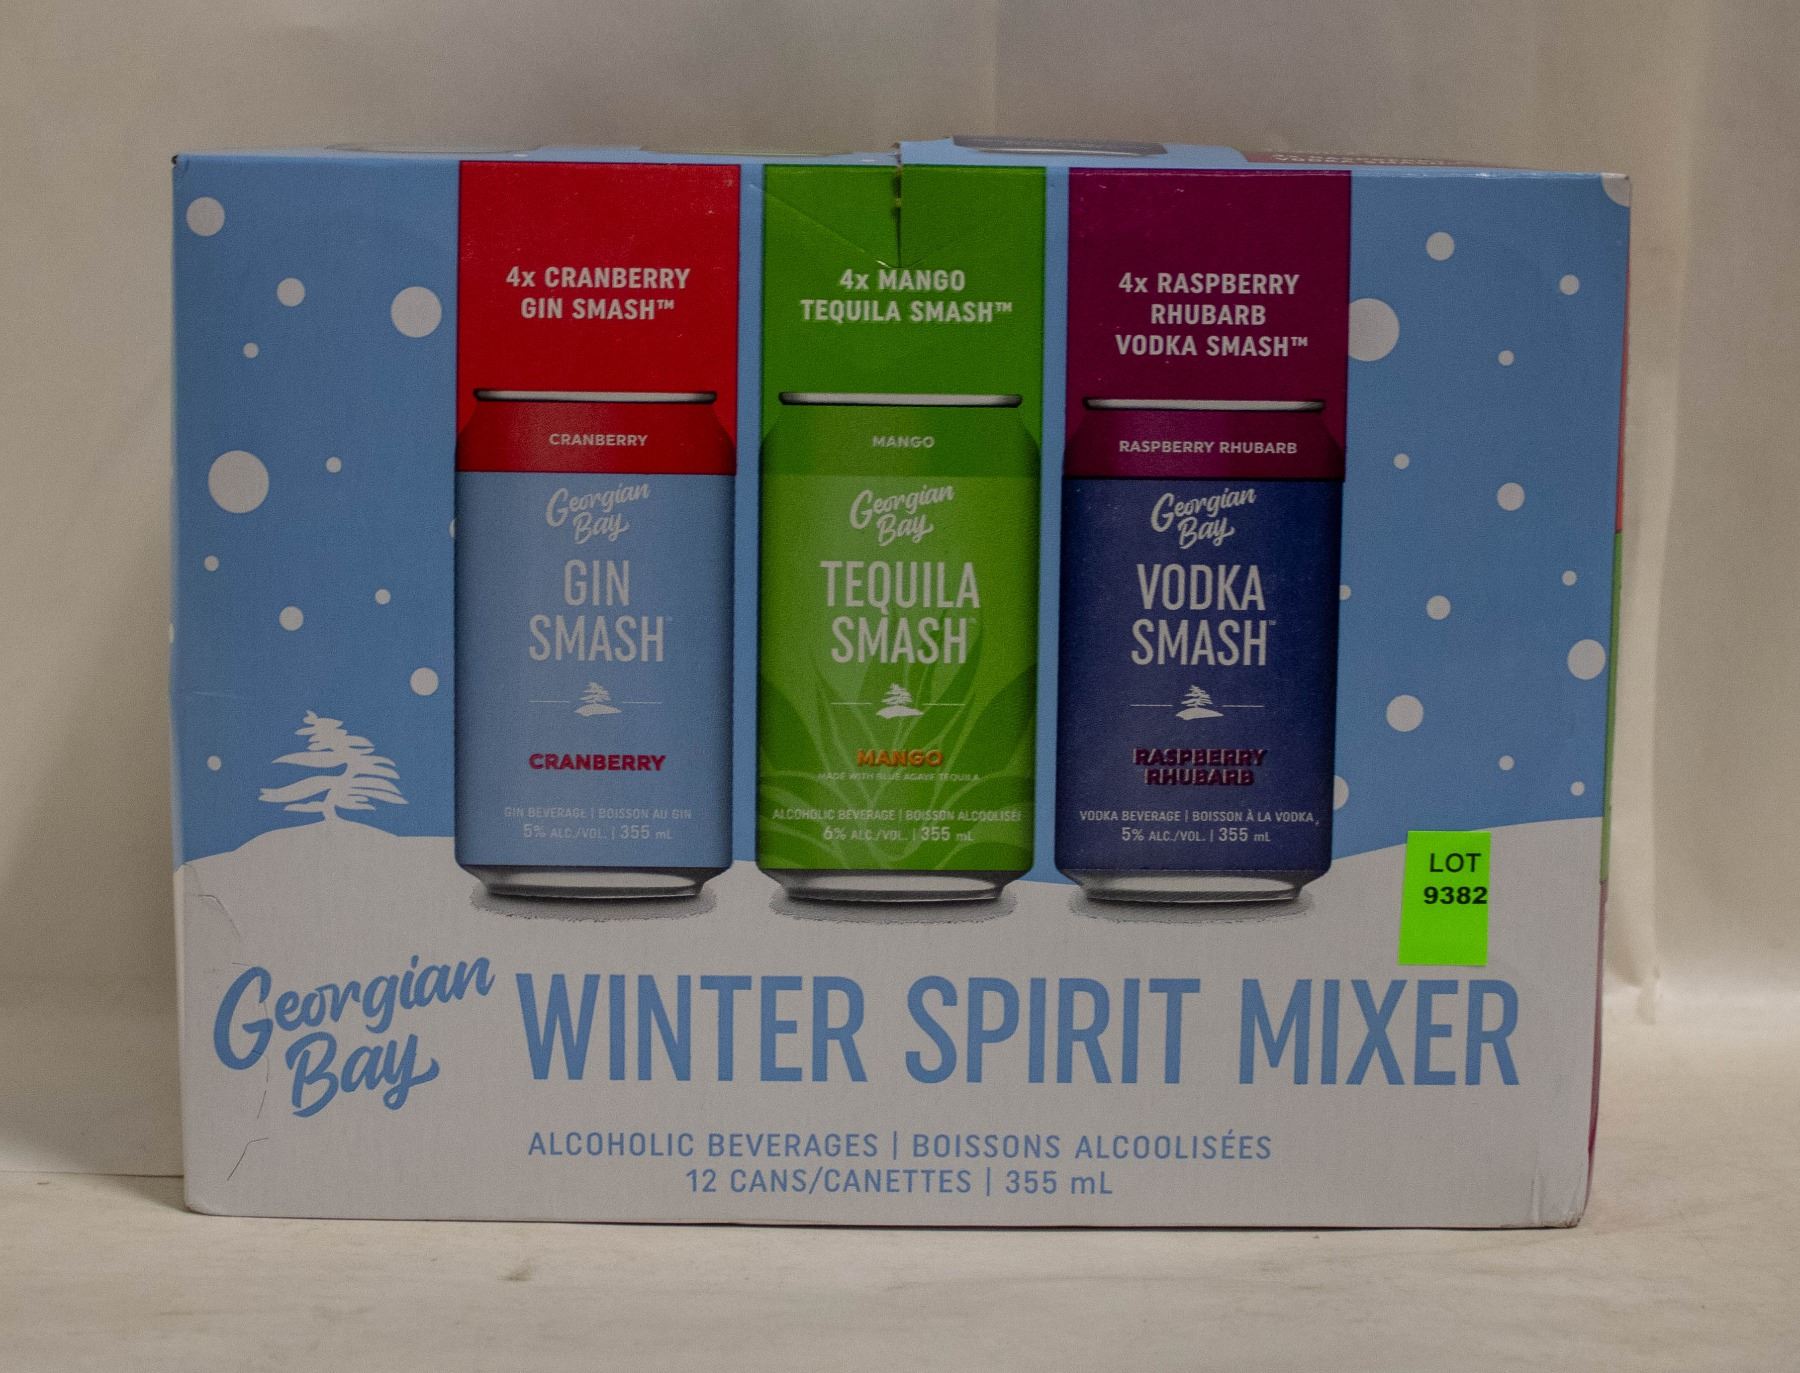 4x CRANBERRY
GIN SMASH™
4x MANGO
TEQUILA SMASH™
4x RASPBERRY
RHUBARB
VODKA SMASH™
CRANBERRY
Georgian
Bay
GIN
SMASH™
CRANBERRY
GIN BEVERAGE | BOISSON AU GIN
5% ALC./VOL. | 355 mL
MANGO
Georgian
Bay
TEQUILA
SMASH™
MANGO
MADE WITH BLUE AGAVE TEQUILA
ALCOHOLIC BEVERAGE | BOISSON ALCOOLISÉE
6% ALC./VOL. | 355 mL
RASPBERRY RHUBARB
Georgian
Bay
VODKA
SMASH™
RASPBERRY
RHUBARB
VODKA BEVERAGE | BOISSON À LA VODKA
5% ALC./VOL. | 355 mL
LOT
9382
Georgian
Bay
WINTER SPIRIT MIXER
ALCOHOLIC BEVERAGES | BOISSONS ALCOOLISÉES
12 CANS/CANETTES | 355 mL